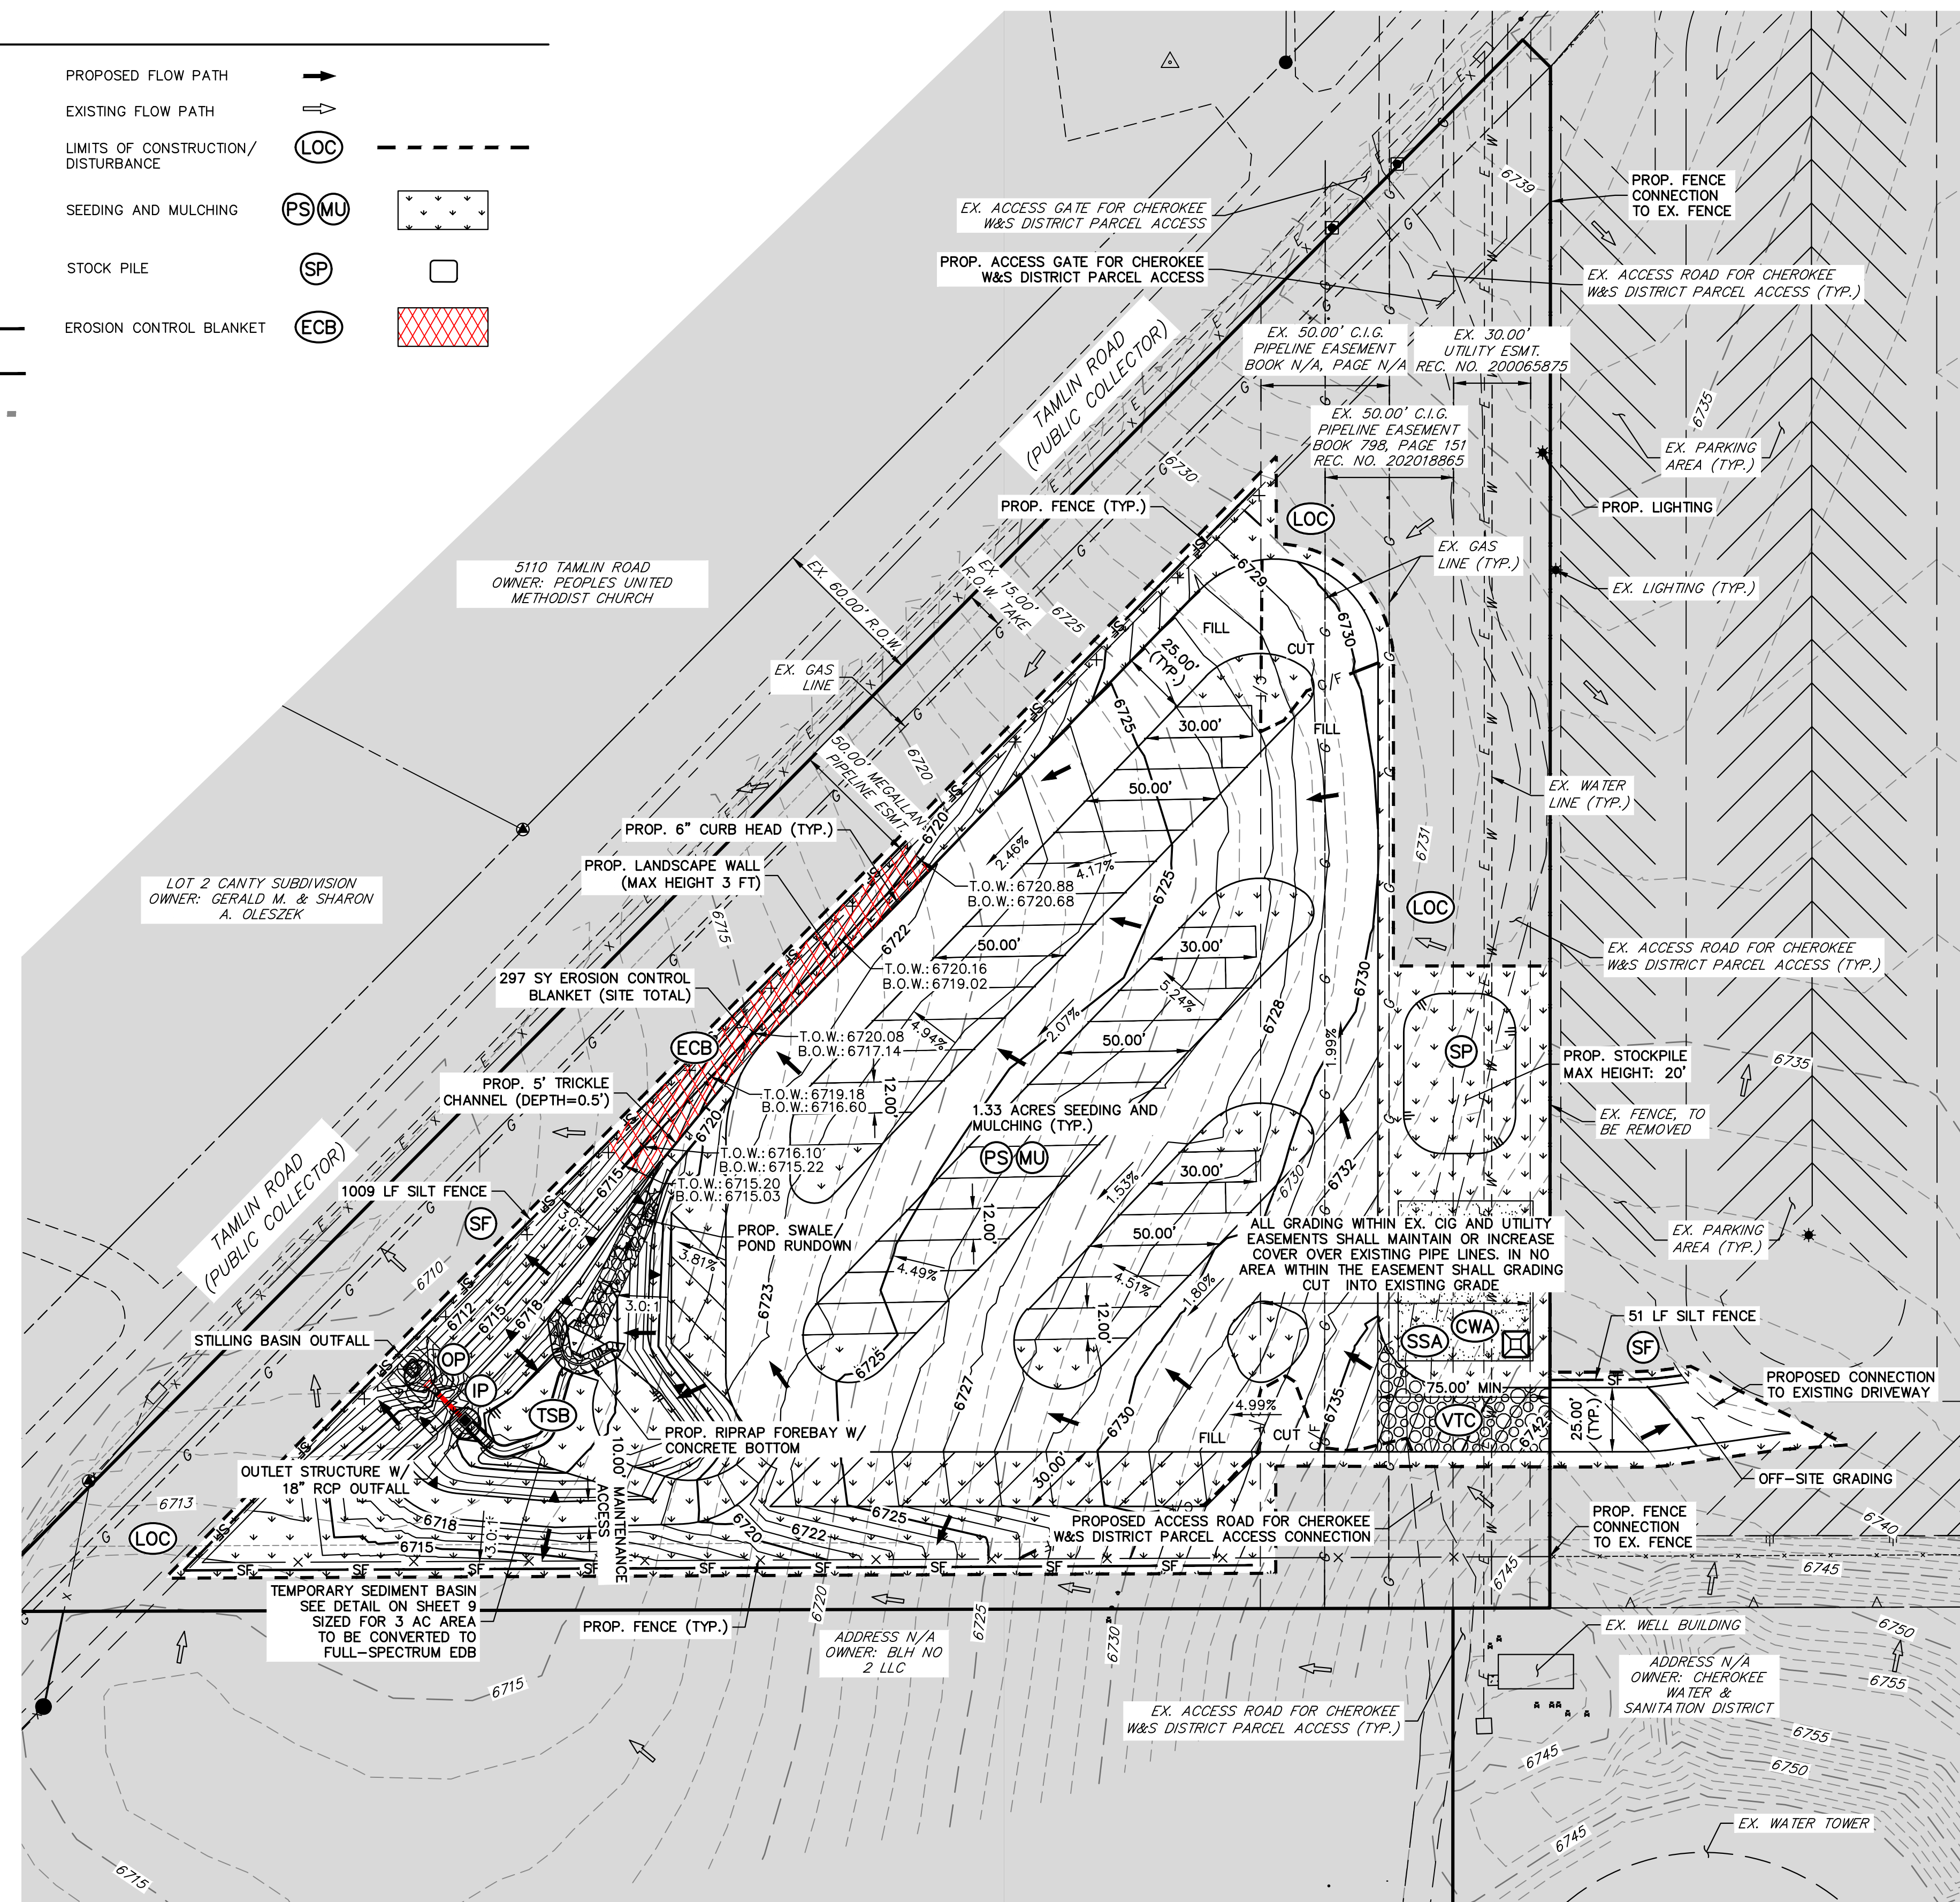 PROPOSED FLOW PATH
EXISTING FLOW PATH
LIMITS OF CONSTRUCTION/
DISTURBANCE
LOC
SEEDING AND MULCHING
PS MU
STOCK PILE
SP
EROSION CONTROL BLANKET
ECB
6739
PROP. FENCE
CONNECTION
TO EX. FENCE
EX. ACCESS GATE FOR CHEROKEE
W&S DISTRICT PARCEL ACCESS
PROP. ACCESS GATE FOR CHEROKEE
W&S DISTRICT PARCEL ACCESS
EX. ACCESS ROAD FOR CHEROKEE
W&S DISTRICT PARCEL ACCESS (TYP.)
TAMLIN ROAD
(PUBLIC COLLECTOR)
EX. 50.00' C.I.G.
PIPELINE EASEMENT
BOOK N/A, PAGE N/A
EX. 30.00'
UTILITY ESMT.
REC. NO. 200065875
EX. 50.00' C.I.G.
PIPELINE EASEMENT
BOOK 798, PAGE 151
REC. NO. 202018865
6735
EX. PARKING
AREA (TYP.)
6730
PROP. FENCE (TYP.)
LOC
PROP. LIGHTING
EX. GAS
LINE (TYP.)
EX. LIGHTING (TYP.)
5110 TAMLIN ROAD
OWNER: PEOPLES UNITED
METHODIST CHURCH
EX. 60.00' R.O.W.
EX. 15.00'
R.O.W. TAKE
6725
6729
6730
FILL
CUT
25.00'
(TYP.)
C/F
EX. GAS
LINE
6725
30.00'
FILL
50.00' MEGALLAN
PIPELINE ESMT.
6720
50.00'
EX. WATER
LINE (TYP.)
PROP. 6" CURB HEAD (TYP.)
6720
2.46%
4.17%
6731
PROP. LANDSCAPE WALL
(MAX HEIGHT 3 FT)
T.O.W.: 6720.88
B.O.W.: 6720.68
6725
LOT 2 CANTY SUBDIVISION
OWNER: GERALD M. & SHARON
A. OLESZEK
6715
6722
LOC
50.00'
30.00'
EX. ACCESS ROAD FOR CHEROKEE
W&S DISTRICT PARCEL ACCESS (TYP.)
T.O.W.: 6720.16
B.O.W.: 6719.02
297 SY EROSION CONTROL
BLANKET (SITE TOTAL)
5.24%
6730
6728
ECB
T.O.W.: 6720.08
B.O.W.: 6717.14
4.94%
2.07%
50.00'
1.99%
SP
PROP. STOCKPILE
MAX HEIGHT: 20'
6735
PROP. 5' TRICKLE
CHANNEL (DEPTH=0.5')
T.O.W.: 6719.18
B.O.W.: 6716.60
12.00'
1.33 ACRES SEEDING AND
MULCHING (TYP.)
EX. FENCE, TO
BE REMOVED
6720
TAMLIN ROAD
(PUBLIC COLLECTOR)
T.O.W.: 6716.10
B.O.W.: 6715.22
PS MU
T.O.W.: 6715.20
B.O.W.: 6715.03
6715
30.00'
6730
6732
1.53%
1009 LF SILT FENCE
SF
3.0:1
PROP. SWALE/
POND RUNDOWN
12.00'
3.81%
50.00'
ALL GRADING WITHIN EX. CIG AND UTILITY
EASEMENTS SHALL MAINTAIN OR INCREASE
COVER OVER EXISTING PIPE LINES. IN NO
AREA WITHIN THE EASEMENT SHALL GRADING
CUT INTO EXISTING GRADE
EX. PARKING
AREA (TYP.)
6710
4.49%
4.51%
1.80%
6712
6715
6718
3.0:1
6723
12.00'
STILLING BASIN OUTFALL
SSA
CWA
51 LF SILT FENCE
SF
OP
IP
6725
6727
75.00' MIN
PROPOSED CONNECTION
TO EXISTING DRIVEWAY
TSB
4.99%
6735
VTC
6742
25.00'
(TYP.)
SF
PROP. RIPRAP FOREBAY W/
CONCRETE BOTTOM
6730
FILL
CUT
C/F
OUTLET STRUCTURE W/
18" RCP OUTFALL
10.00' MAINTENANCE
ACCESS
30.00'
OFF-SITE GRADING
6713
LOC
6718
6715
3.0:1
6720
6722
6725
PROPOSED ACCESS ROAD FOR CHEROKEE
W&S DISTRICT PARCEL ACCESS CONNECTION
PROP. FENCE
CONNECTION
TO EX. FENCE
6740
6745
6745
SF SF SF SF SF SF SF SF SF
TEMPORARY SEDIMENT BASIN
SEE DETAIL ON SHEET 9
SIZED FOR 3 AC AREA
TO BE CONVERTED TO
FULL-SPECTRUM EDB
PROP. FENCE (TYP.)
6720
6725
6730
ADDRESS N/A
OWNER: BLH NO
2 LLC
EX. WELL BUILDING
6750
ADDRESS N/A
OWNER: CHEROKEE
WATER &
SANITATION DISTRICT
6755
6715
EX. ACCESS ROAD FOR CHEROKEE
W&S DISTRICT PARCEL ACCESS (TYP.)
6755
6745
6750
6745
EX. WATER TOWER
6715